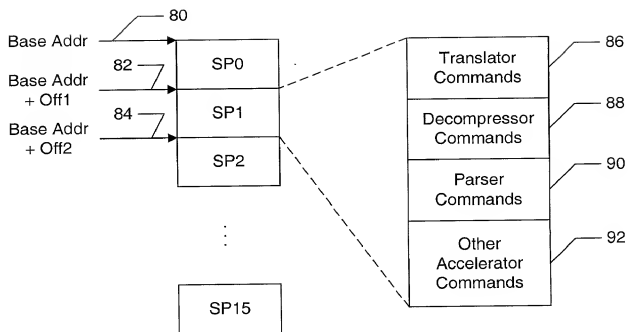 Base Addr
80
Base Addr
+ Off1
82
Base Addr
+ Off2
84
SP0
SP1
SP2
SP15
Translator
Commands
86
Decompressor
Commands
88
Parser
Commands
90
Other
Accelerator
Commands
92